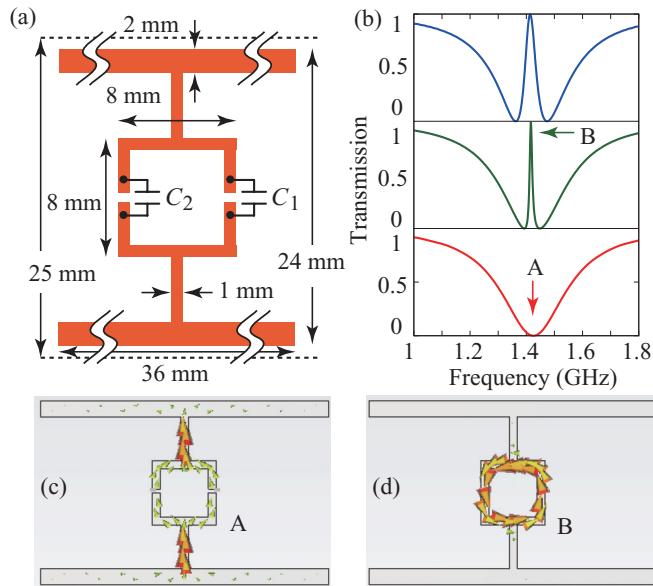 (a)
2 mm
8 mm
8 mm
C2
C1
25 mm
24 mm
1 mm
36 mm
(b)
Transmission
1
0.5
0
1
0.5
0
1
0.5
0
B
A
1 1.2 1.4 1.6 1.8
Frequency (GHz)
(c)
A
(d)
B